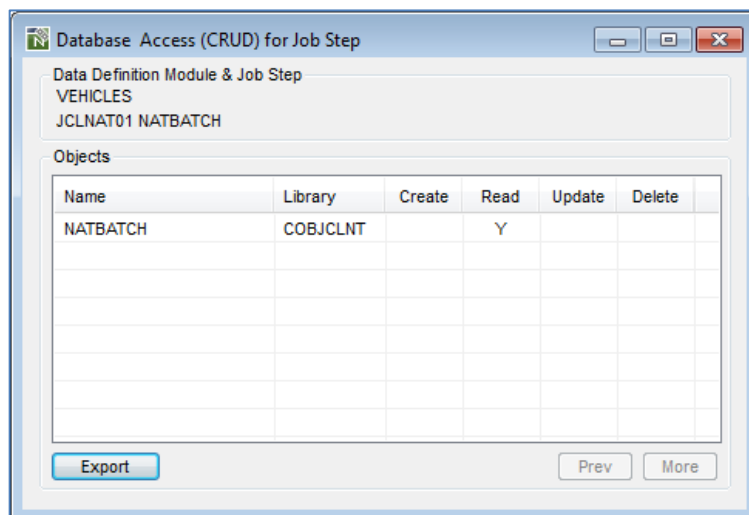 Database Access (CRUD) for Job Step
Data Definition Module & Job Step
VEHICLES
JCLNAT01 NATBATCH
Objects
Name Library Create Read Update Delete
NATBATCH COBJCLNT Y
Export Prev More